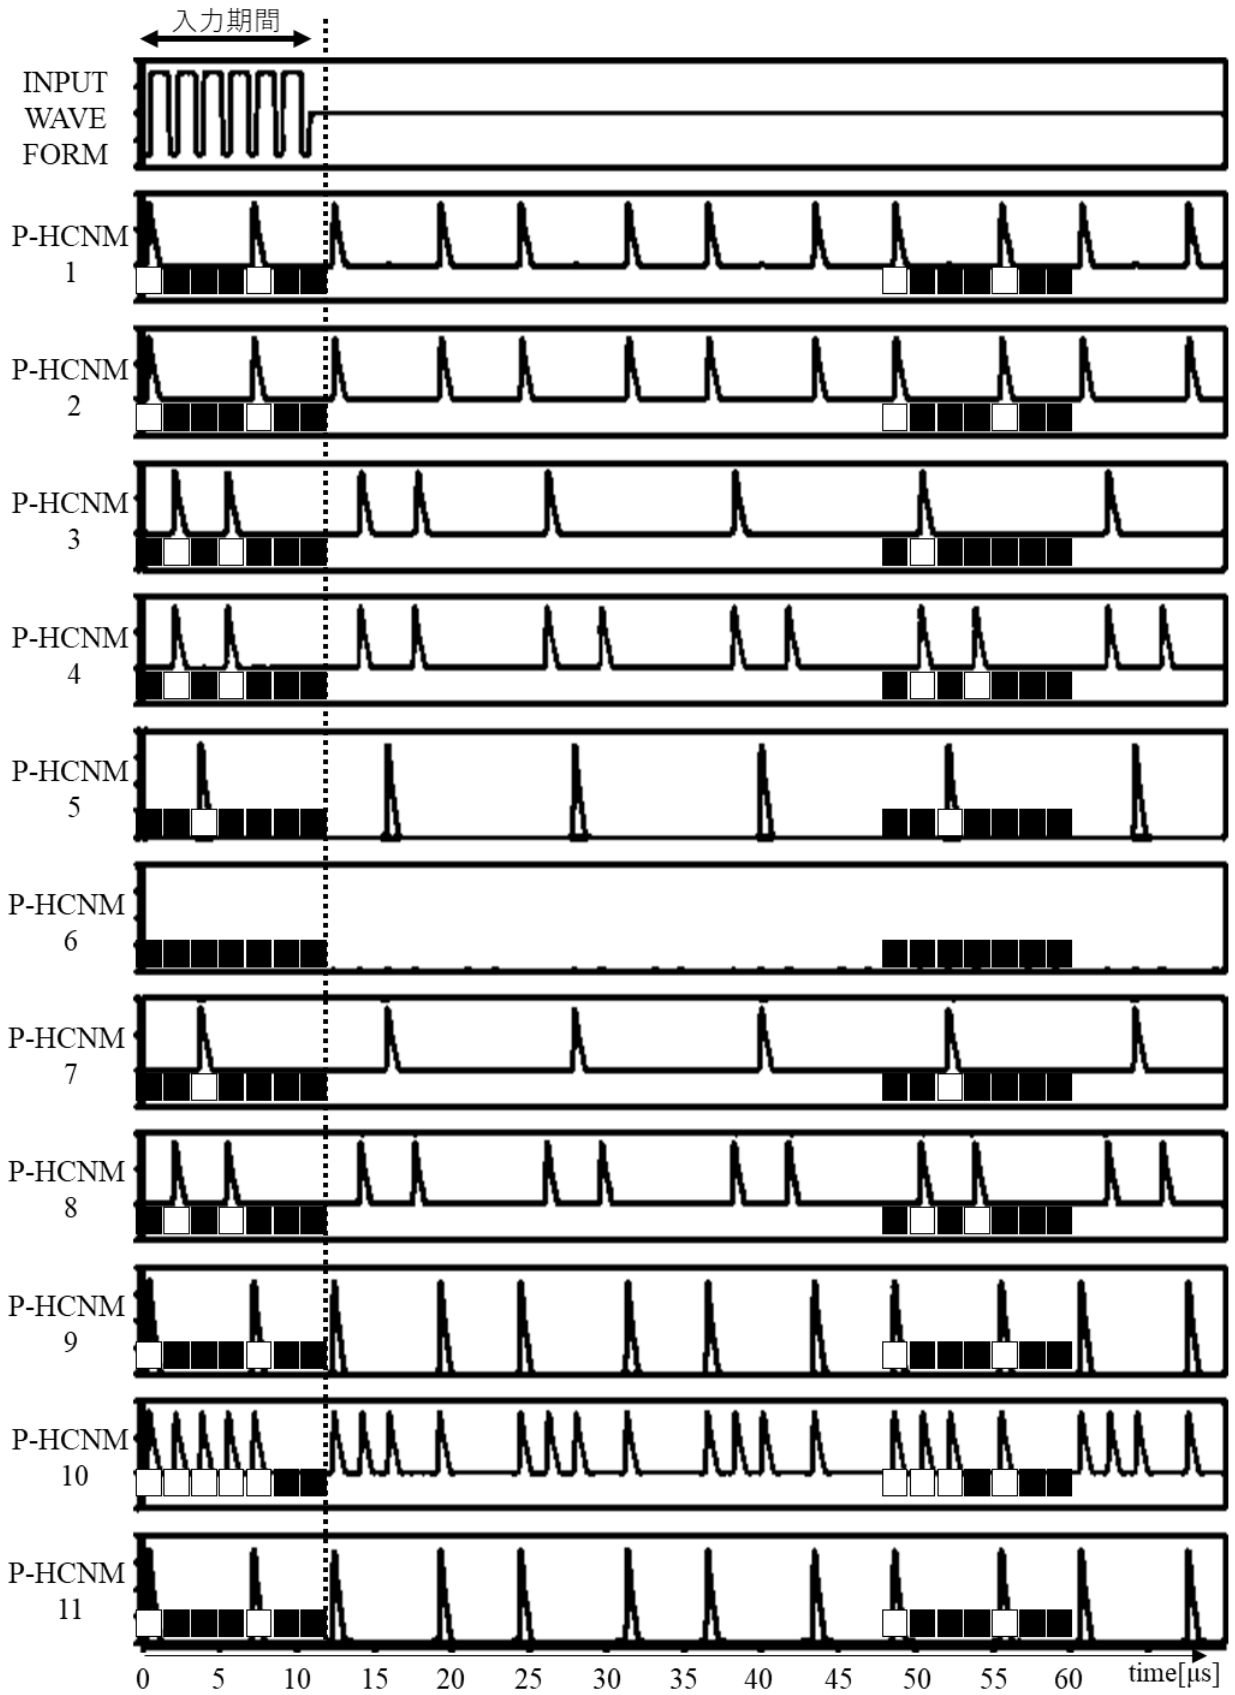 入力期間
INPUT
WAVE
FORM
P-HCNM
1
P-HCNM
2
P-HCNM
3
P-HCNM
4
P-HCNM
5
P-HCNM
6
P-HCNM
7
P-HCNM
8
P-HCNM
9
P-HCNM
10
P-HCNM
11
0 5 10 15 20 25 30 35 40 45 50 55 60 time[μs]